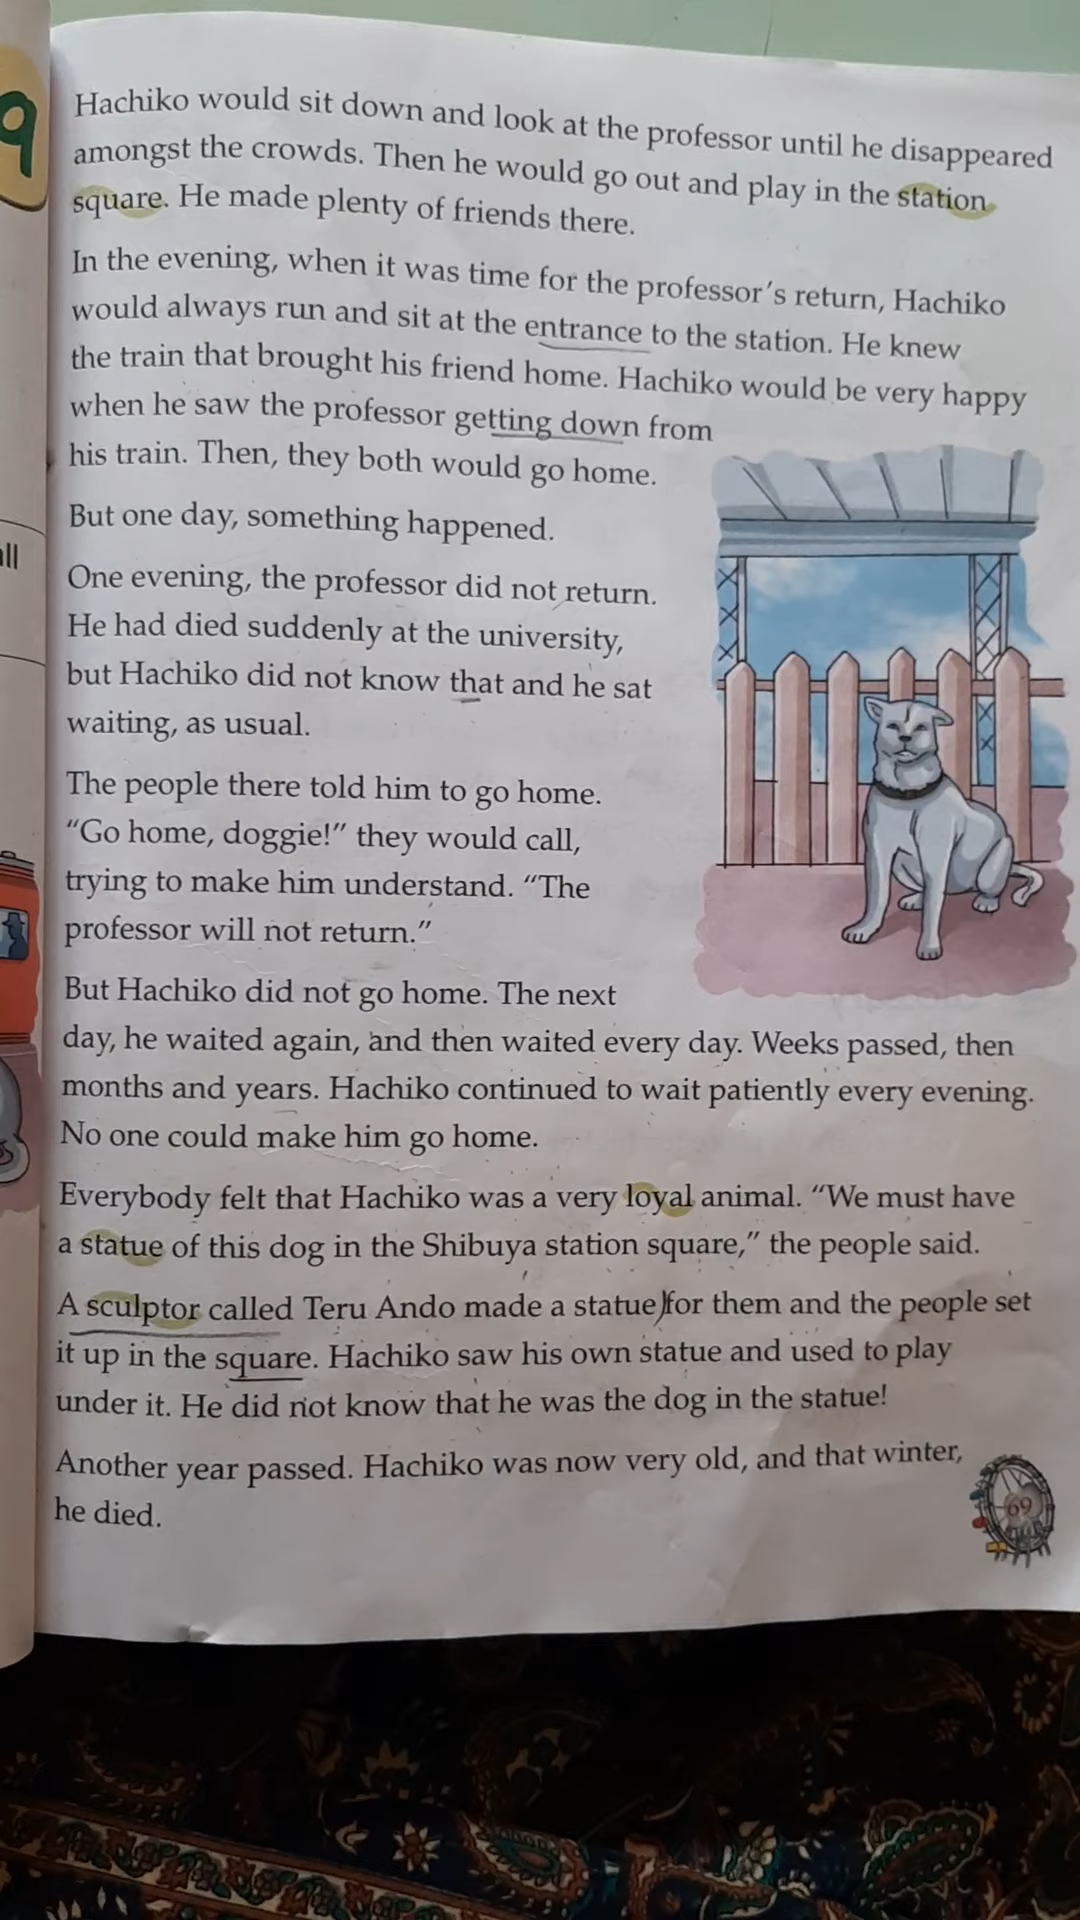 9
all
Hachiko would sit down and look at the professor until he disappeared
amongst the crowds. Then he would go out and play in the station
square. He made plenty of friends there.
In the evening, when it was time for the professor's return, Hachiko
would always run and sit at the entrance to the station. He knew
the train that brought his friend home. Hachiko would be very happy
when he saw the professor getting down from
his train. Then, they both would go home.
But one day, something happened.
One evening, the professor did not return.
He had died suddenly at the university,
but Hachiko did not know that and he sat
waiting, as usual.
The people there told him to go home.
“Go home, doggie!” they would call,
trying to make him understand. “The
professor will not return.”
But Hachiko did not go home. The next
day, he waited again, and then waited every day. Weeks passed, then
months and years. Hachiko continued to wait patiently every evening.
No one could make him go home.
Everybody felt that Hachiko was a very loyal animal. “We must have
a statue of this dog in the Shibuya station square,” the people said.
A sculptor called Teru Ando made a statue for them and the people set
it up in the square. Hachiko saw his own statue and used to play
under it. He did not know that he was the dog in the statue!
Another year passed. Hachiko was now very old, and that winter,
he died.
69